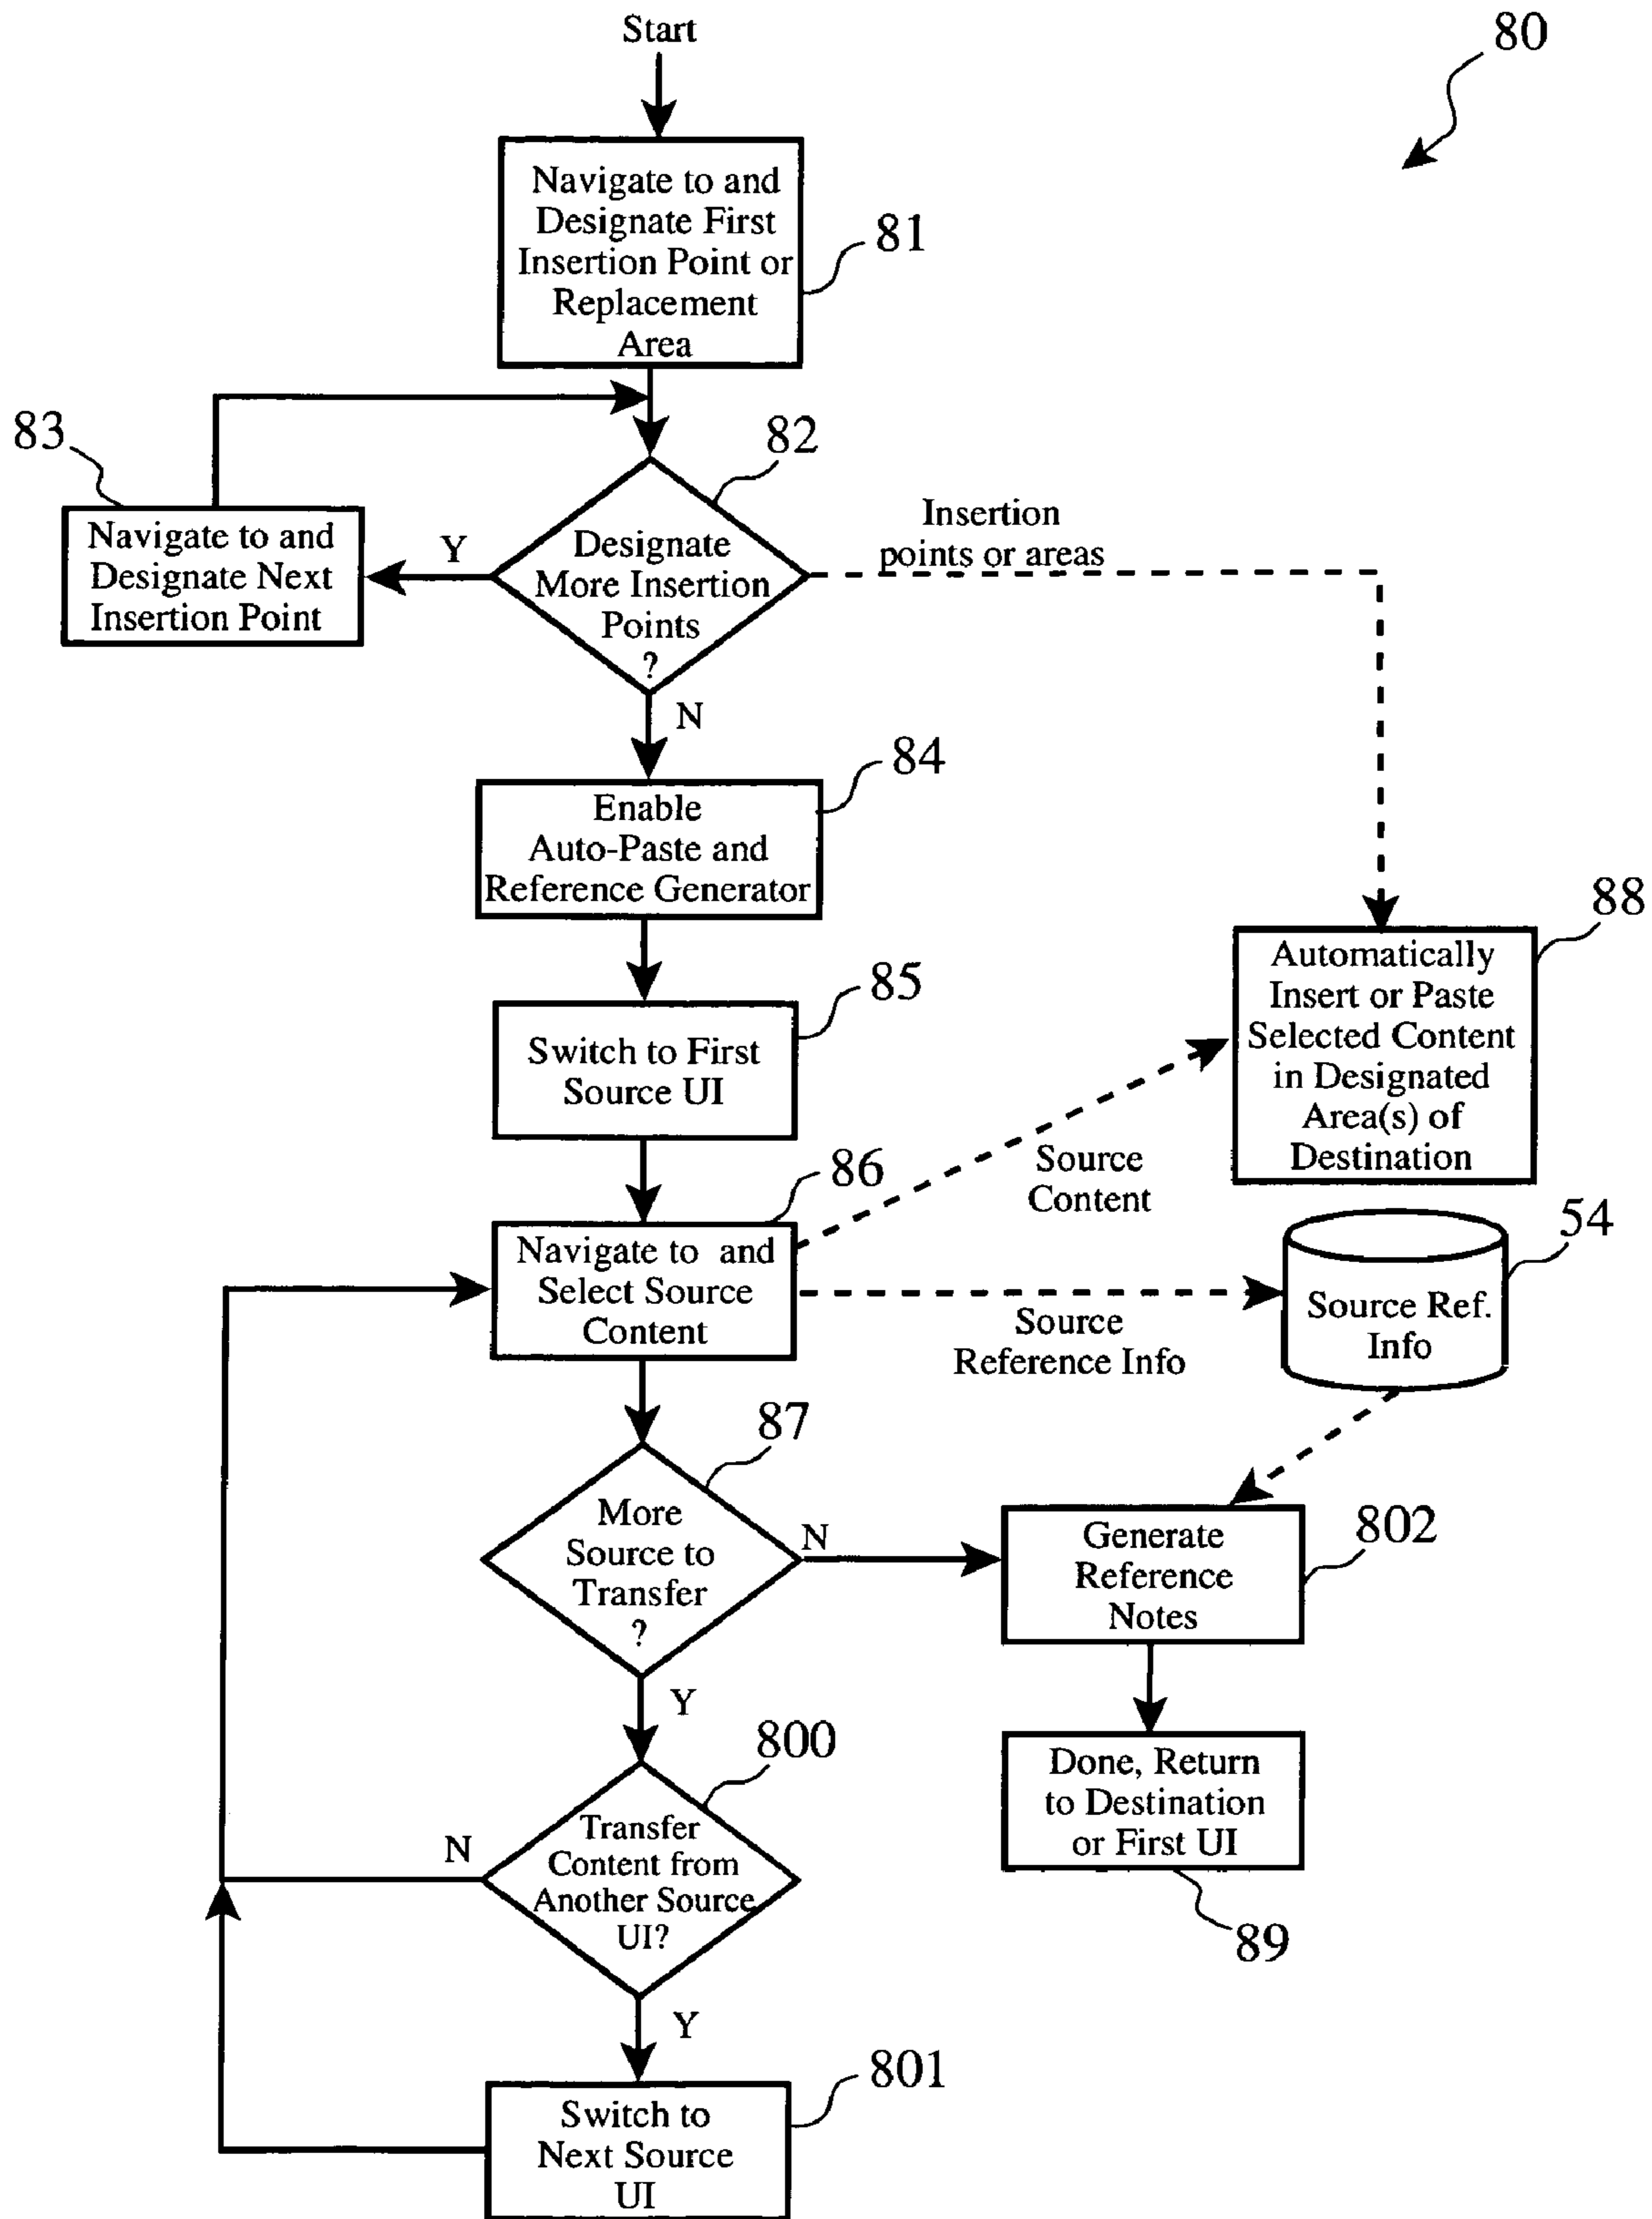 Start
80
Navigate to and
Designate First
Insertion Point or
Replacement
Area
81
83
82
Navigate to and
Designate Next
Insertion Point
Y
Designate
More Insertion
Points
?
Insertion
points or areas
N
84
Enable
Auto-Paste and
Reference Generator
88
Automatically
Insert or Paste
Selected Content
in Designated
Area(s) of
Destination
85
Switch to First
Source UI
86
Source
Content
54
Navigate to and
Select Source
Content
Source
Reference Info
Source Ref.
Info
87
More
Source to
Transfer
?
N
Generate
Reference
Notes
802
Y
800
Transfer
Content from
Another Source
UI?
N
Done, Return
to Destination
or First UI
89
Y
801
Switch to
Next Source
UI